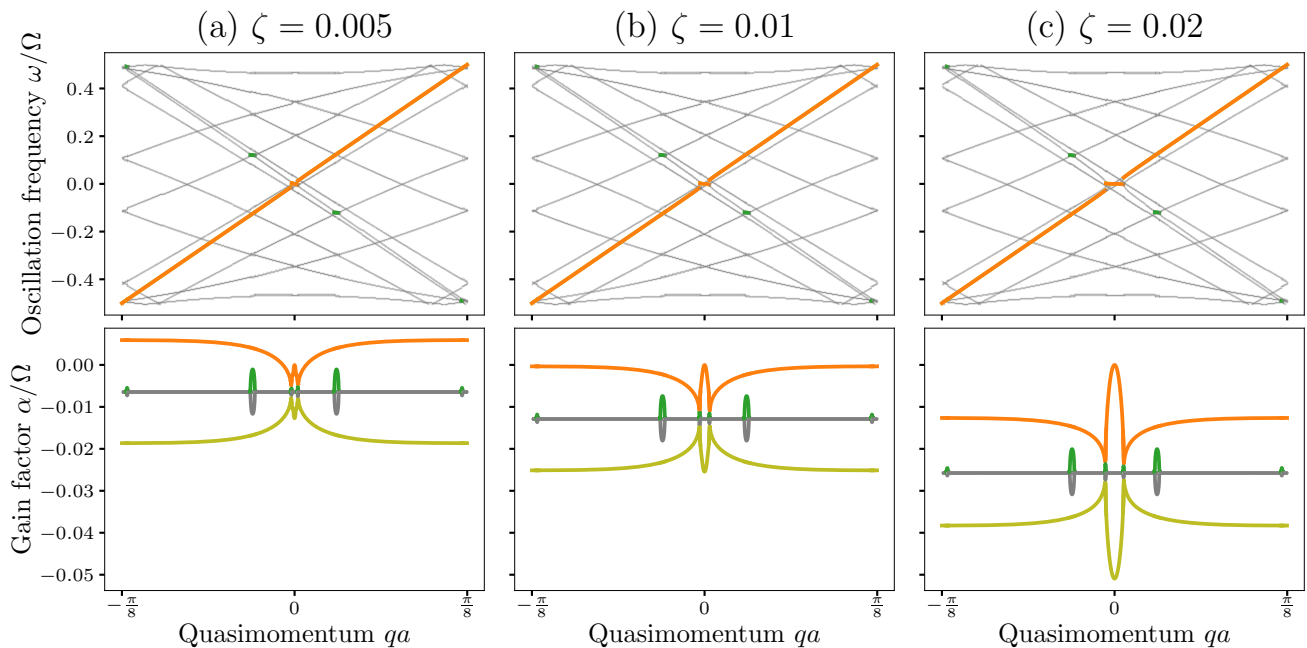 (a) ζ = 0.005
(b) ζ = 0.01
(c) ζ = 0.02
Oscillation frequency ω/Ω
0.4
0.2
0.0
−0.2
−0.4
Gain factor α/Ω
0.00
−0.01
−0.02
−0.03
−0.04
−0.05
−π/8 0 π/8
−π/8 0 π/8
−π/8 0 π/8
Quasimomentum qa
Quasimomentum qa
Quasimomentum qa